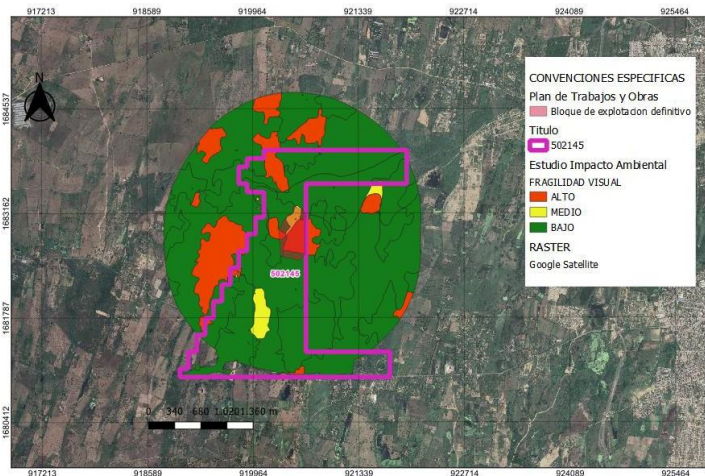 917213 918589 919964 921339 922714 924089 925464
N
CONVENCIONES ESPECIFICAS
Plan de Trabajos y Obras
Bloque de explotacion definitivo
Titulo
502145
Estudio Impacto Ambiental
FRAGILIDAD VISUAL
ALTO
MEDIO
BAJO
RASTER
Google Satellite
1684537
1683162
502145
1681787
1680412
0 340 680 1.0201.360 m
917213 918589 919964 921339 922714 924089 925464